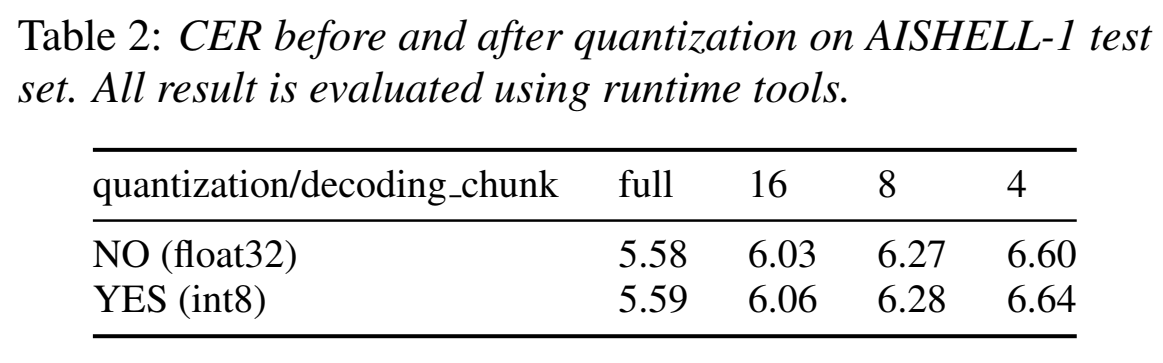 Table 2: CER before and after quantization on AISHELL-1 test
set. All result is evaluated using runtime tools.
quantization/decoding_chunk full 16 8 4
NO (float32) 5.58 6.03 6.27 6.60
YES (int8) 5.59 6.06 6.28 6.64